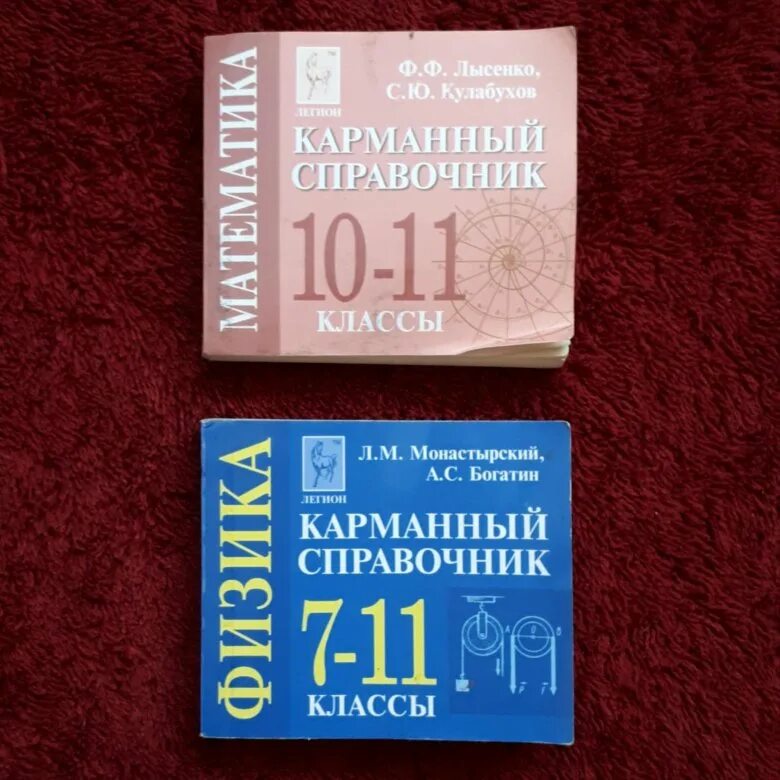 МАТЕМАТИКА
ЛЕГИОН
Ф.Ф. Лысенко,
С.Ю. Кулабухов
КАРМАННЫЙ
СПРАВОЧНИК
10-11
КЛАССЫ
ФИЗИКА
ЛЕГИОН
Л.М. Монастырский,
А.С. Богатин
КАРМАННЫЙ
СПРАВОЧНИК
7-11
КЛАССЫ